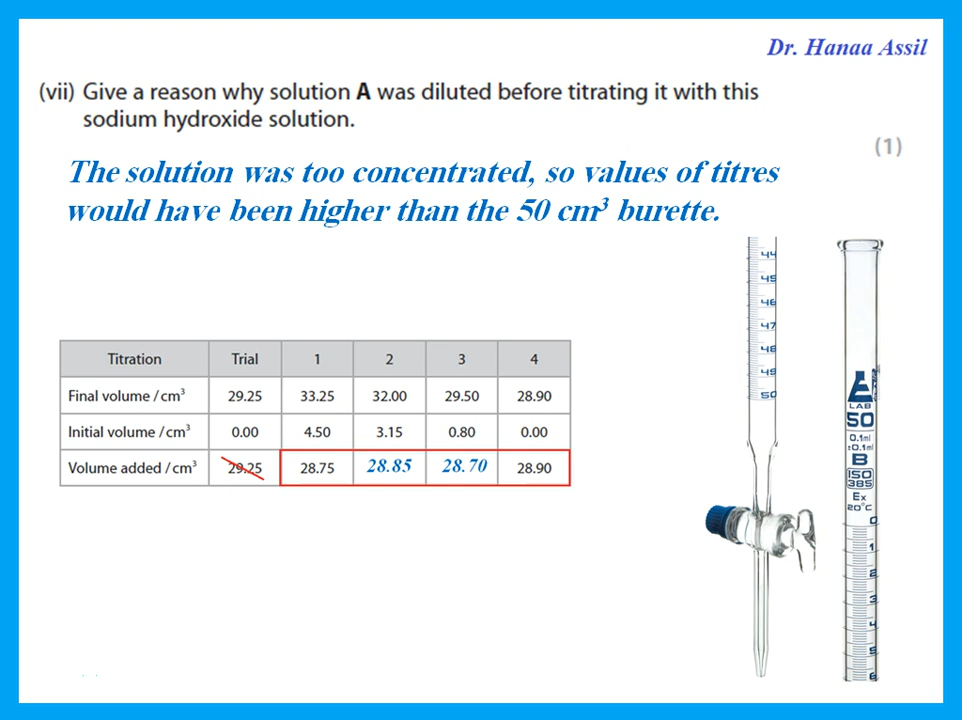 Dr. Hanaa Assil
(vii) Give a reason why solution A was diluted before titrating it with this
sodium hydroxide solution.
(1)
The solution was too concentrated, so values of titres
would have been higher than the 50 cm³ burette.
Titration Trial 1 2 3 4
Final volume / cm³ 29.25 33.25 32.00 29.50 28.90
Initial volume / cm³ 0.00 4.50 3.15 0.80 0.00
Volume added / cm³ 29.25 28.75 28.85 28.70 28.90
44
45
46
47
48
49
50
LAB
50
0.1ml
±0.1ml
B
ISO
385
Ex
20°C
0
1
2
3
4
5
6